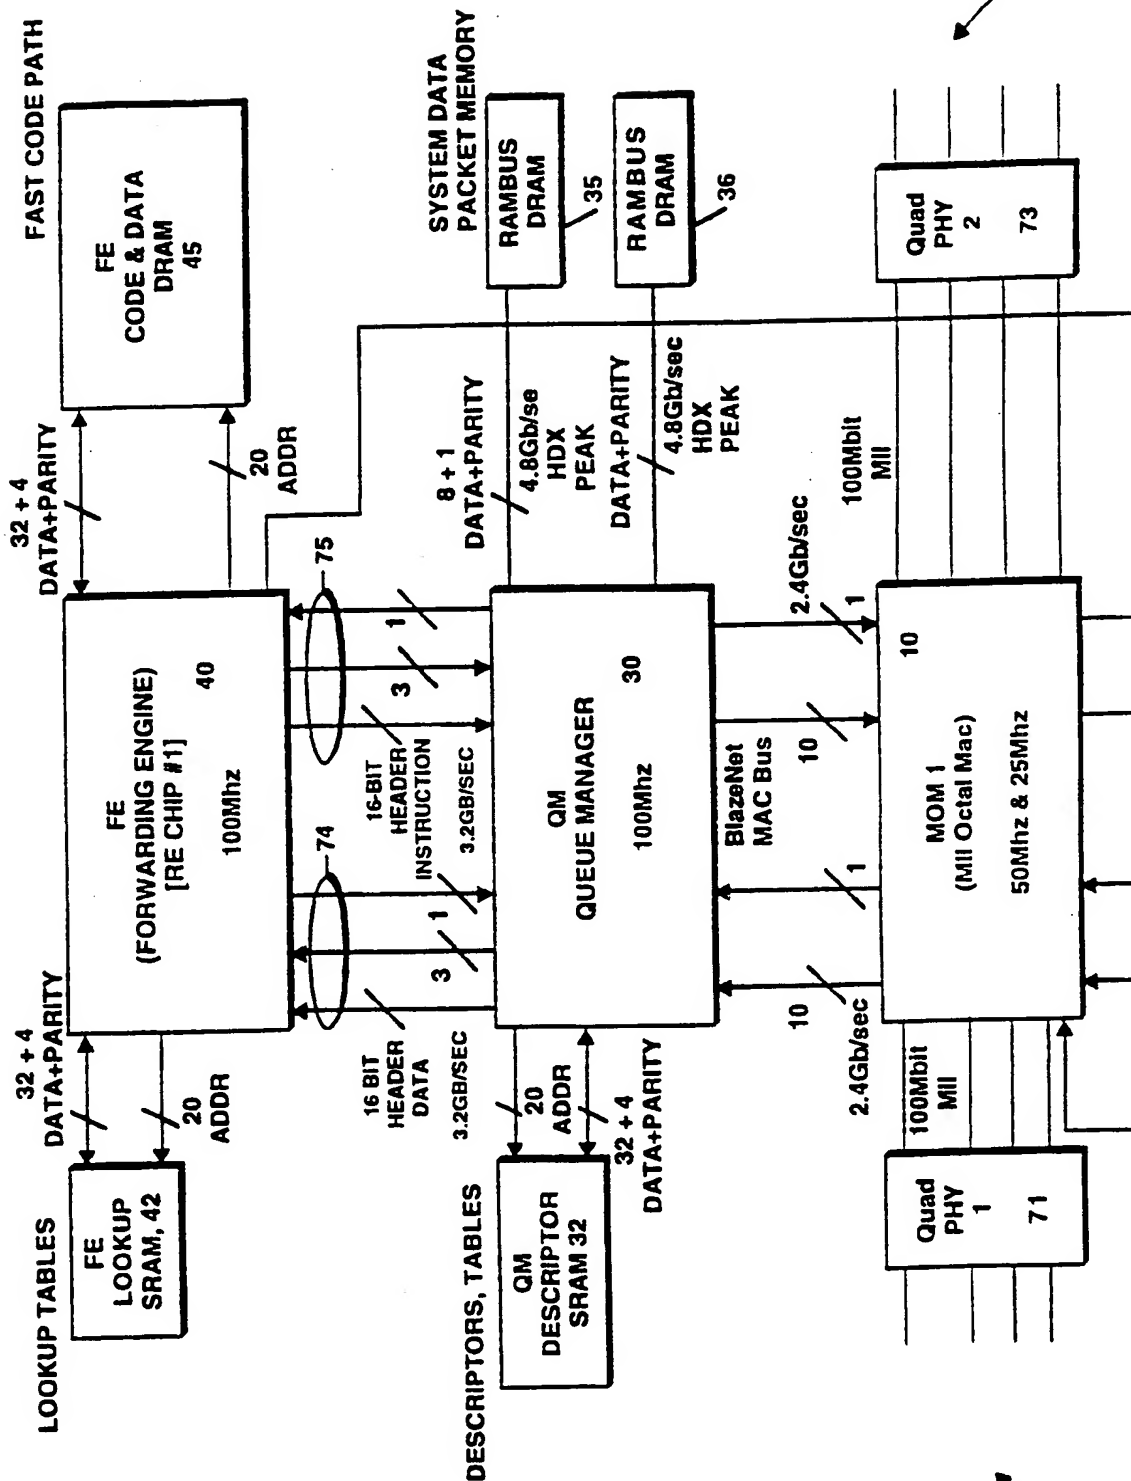 LOOKUP TABLES
FE
LOOKUP
SRAM, 42
32 + 4
DATA+PARITY
20
ADDR
FE
(FORWARDING ENGINE)
[RE CHIP #1]
40
100Mhz
32 + 4
DATA+PARITY
20
ADDR
FAST CODE PATH
FE
CODE & DATA
DRAM
45
16 BIT
HEADER
DATA
3.2GB/SEC
3
1
74
16-BIT
HEADER
INSTRUCTION
3.2GB/SEC
3
1
75
DESCRIPTORS, TABLES
QM
DESCRIPTOR
SRAM 32
20
ADDR
32 + 4
DATA+PARITY
QM
QUEUE MANAGER
30
100Mhz
8 + 1
DATA+PARITY
4.8Gb/se
HDX
PEAK
DATA+PARITY
4.8Gb/sec
HDX
PEAK
SYSTEM DATA
PACKET MEMORY
RAMBUS
DRAM
35
RAMBUS
DRAM
36
10
2.4Gb/sec
1
BlazeNet
MAC Bus
10
2.4Gb/sec
1
Quad
PHY
1
71
100Mbit
MII
MOM 1
(MII Octal Mac)
10
50Mhz & 25Mhz
100Mbit
MII
Quad
PHY
2
73